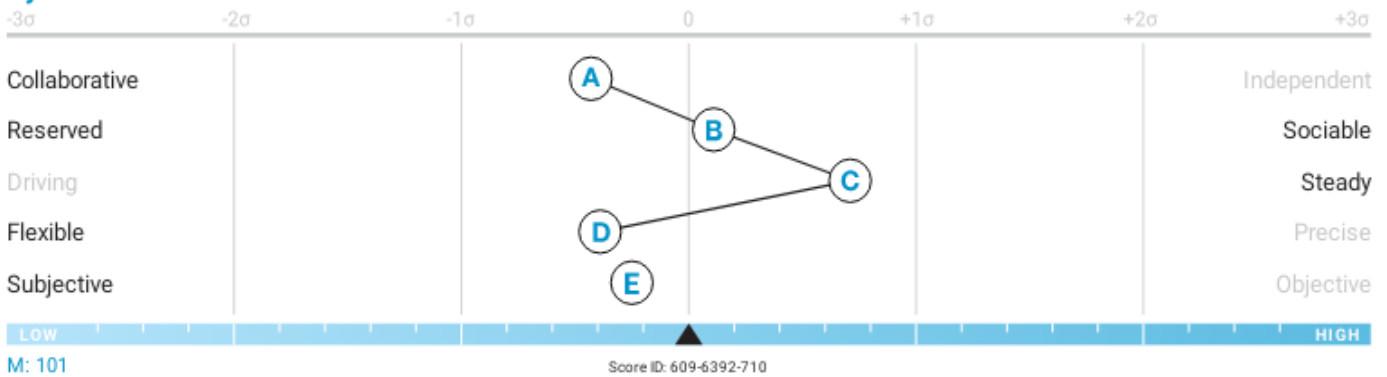 -3σ -2σ -1σ 0 +1σ +2σ +3σ
Collaborative A Independent
Reserved B Sociable
Driving C Steady
Flexible D Precise
Subjective E Objective
LOW HIGH
M: 101 Score ID: 609-6392-710